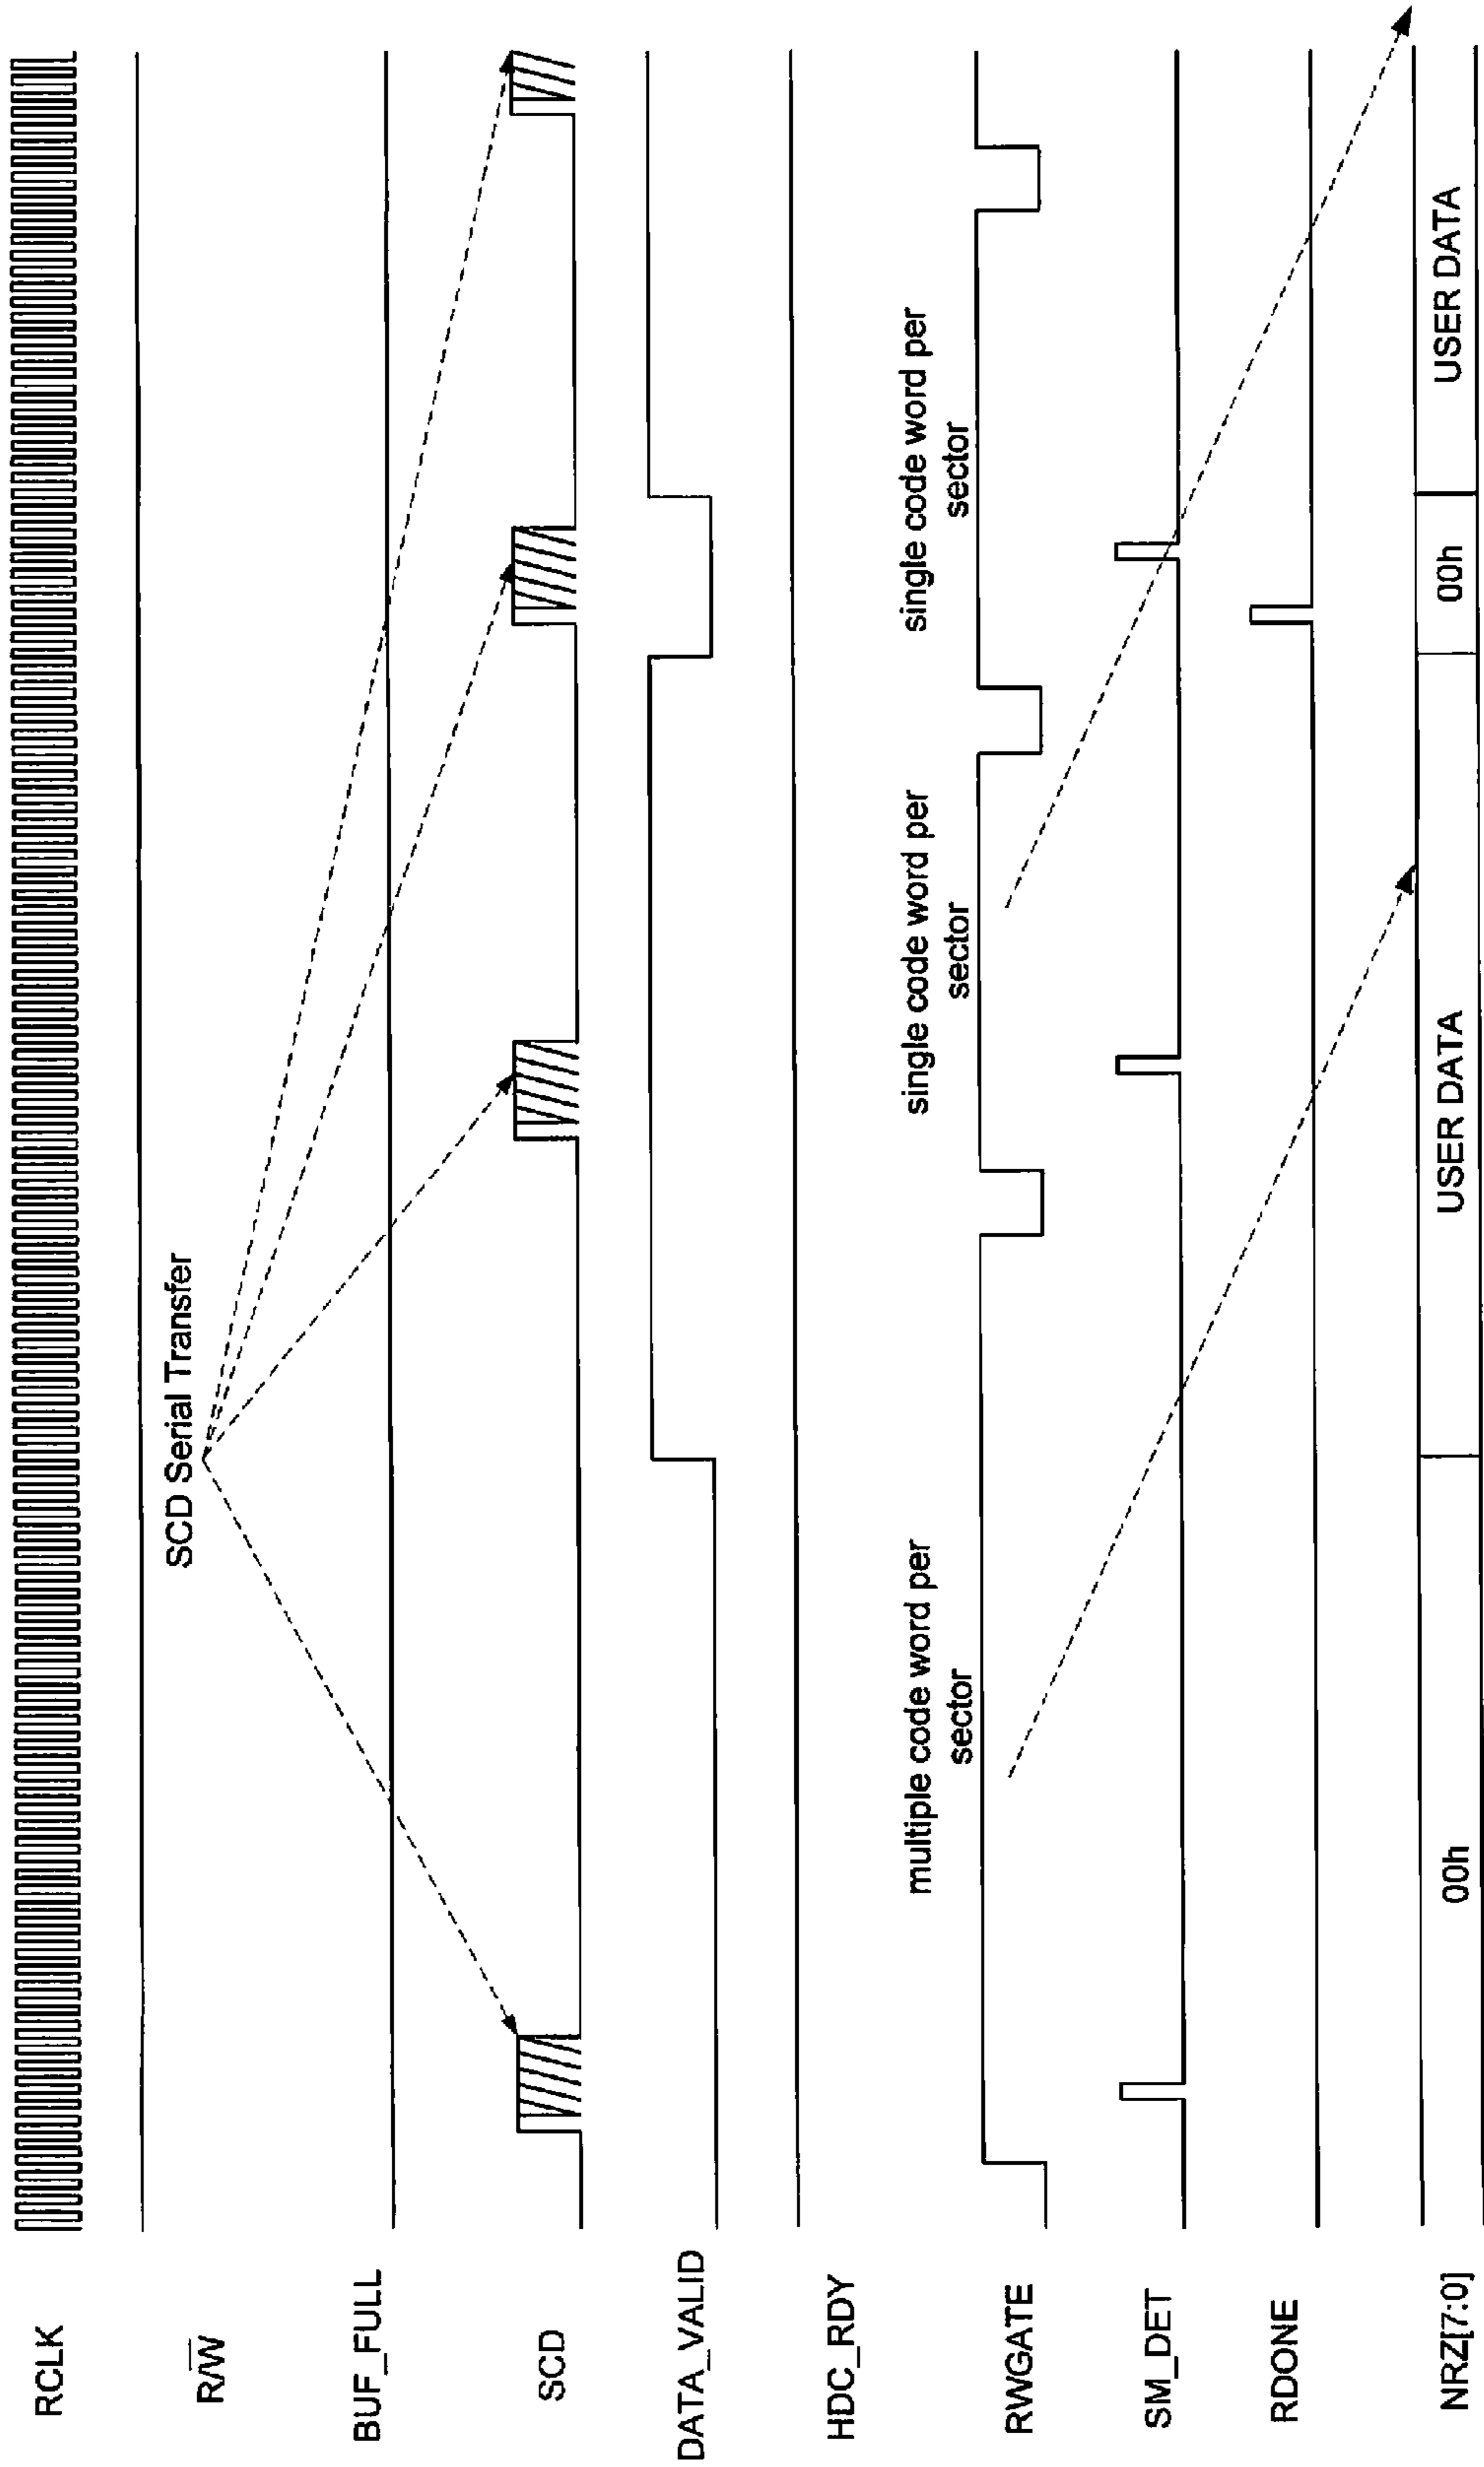 RCLK
R/W̅
SCD Serial Transfer
BUF_FULL
SCD
DATA_VALID
HDC_RDY
multiple code word per
sector
single code word per
sector
single code word per
sector
RWGATE
SM_DET
RDONE
NRZ[7:0]
00h
USER DATA
00h
USER DATA